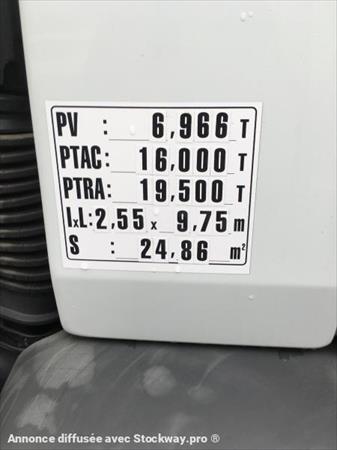 PV : 6,966 T
PTAC: 16,000 T
PTRA: 19,500 T
lxL: 2,55 x 9,75 m
S : 24,86 m²
Annonce diffusée avec Stockway.pro ®